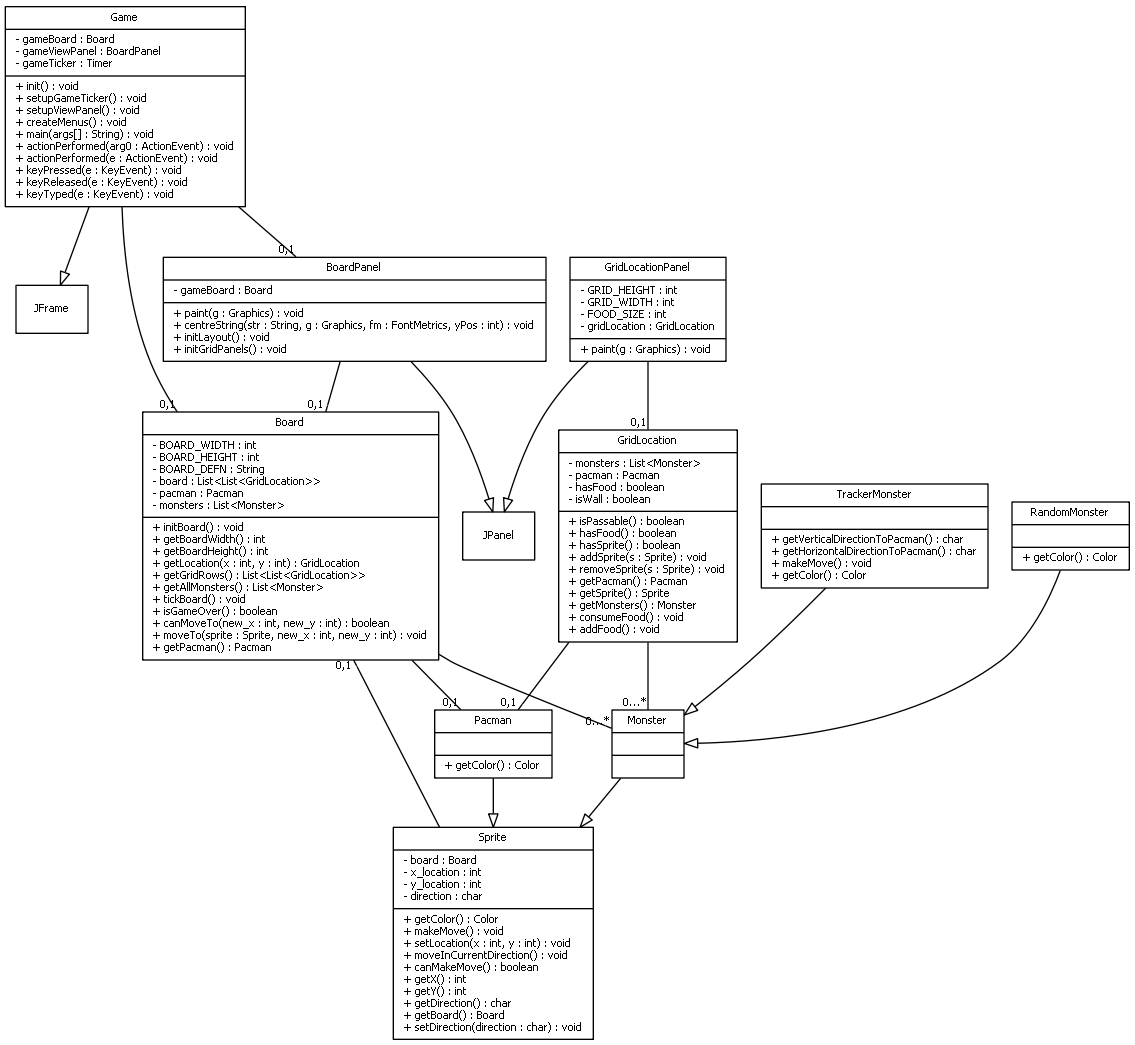 Game
- gameBoard : Board
- gameViewPanel : BoardPanel
- gameTicker : Timer
+ init() : void
+ setupGameTicker() : void
+ setupViewPanel() : void
+ createMenus() : void
+ main(args[] : String) : void
+ actionPerformed(arg0 : ActionEvent) : void
+ actionPerformed(e : ActionEvent) : void
+ keyPressed(e : KeyEvent) : void
+ keyReleased(e : KeyEvent) : void
+ keyTyped(e : KeyEvent) : void
0,1
JFrame
BoardPanel
- gameBoard : Board
+ paint(g : Graphics) : void
+ centreString(str : String, g : Graphics, fm : FontMetrics, yPos : int) : void
+ initLayout() : void
+ initGridPanels() : void
GridLocationPanel
- GRID_HEIGHT : int
- GRID_WIDTH : int
- FOOD_SIZE : int
- gridLocation : GridLocation
+ paint(g : Graphics) : void
0,1
0,1
0,1
Board
- BOARD_WIDTH : int
- BOARD_HEIGHT : int
- BOARD_DEFN : String
- board : List<List<GridLocation>>
- pacman : Pacman
- monsters : List<Monster>
+ initBoard() : void
+ getBoardWidth() : int
+ getBoardHeight() : int
+ getLocation(x : int, y : int) : GridLocation
+ getGridRows() : List<List<GridLocation>>
+ getAllMonsters() : List<Monster>
+ tickBoard() : void
+ isGameOver() : boolean
+ canMoveTo(new_x : int, new_y : int) : boolean
+ moveTo(sprite : Sprite, new_x : int, new_y : int) : void
+ getPacman() : Pacman
JPanel
GridLocation
- monsters : List<Monster>
- pacman : Pacman
- hasFood : boolean
- isWall : boolean
+ isPassable() : boolean
+ hasFood() : boolean
+ hasSprite() : boolean
+ addSprite(s : Sprite) : void
+ removeSprite(s : Sprite) : void
+ getPacman() : Pacman
+ getSprite() : Sprite
+ getMonsters() : Monster
+ consumeFood() : void
+ addFood() : void
TrackerMonster
+ getVerticalDirectionToPacman() : char
+ getHorizontalDirectionToPacman() : char
+ makeMove() : void
+ getColor() : Color
RandomMonster
+ getColor() : Color
0,1
0,1
0,1
0...*
0...*
Pacman
+ getColor() : Color
Monster
Sprite
- board : Board
- x_location : int
- y_location : int
- direction : char
+ getColor() : Color
+ makeMove() : void
+ setLocation(x : int, y : int) : void
+ moveInCurrentDirection() : void
+ canMakeMove() : boolean
+ getX() : int
+ getY() : int
+ getDirection() : char
+ getBoard() : Board
+ setDirection(direction : char) : void